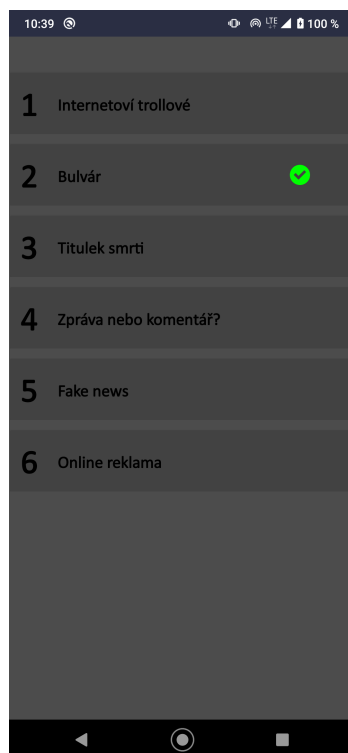 10:39 LTE 100 %
1 Internetoví trollové
2 Bulvár
3 Titulek smrti
4 Zpráva nebo komentář?
5 Fake news
6 Online reklama